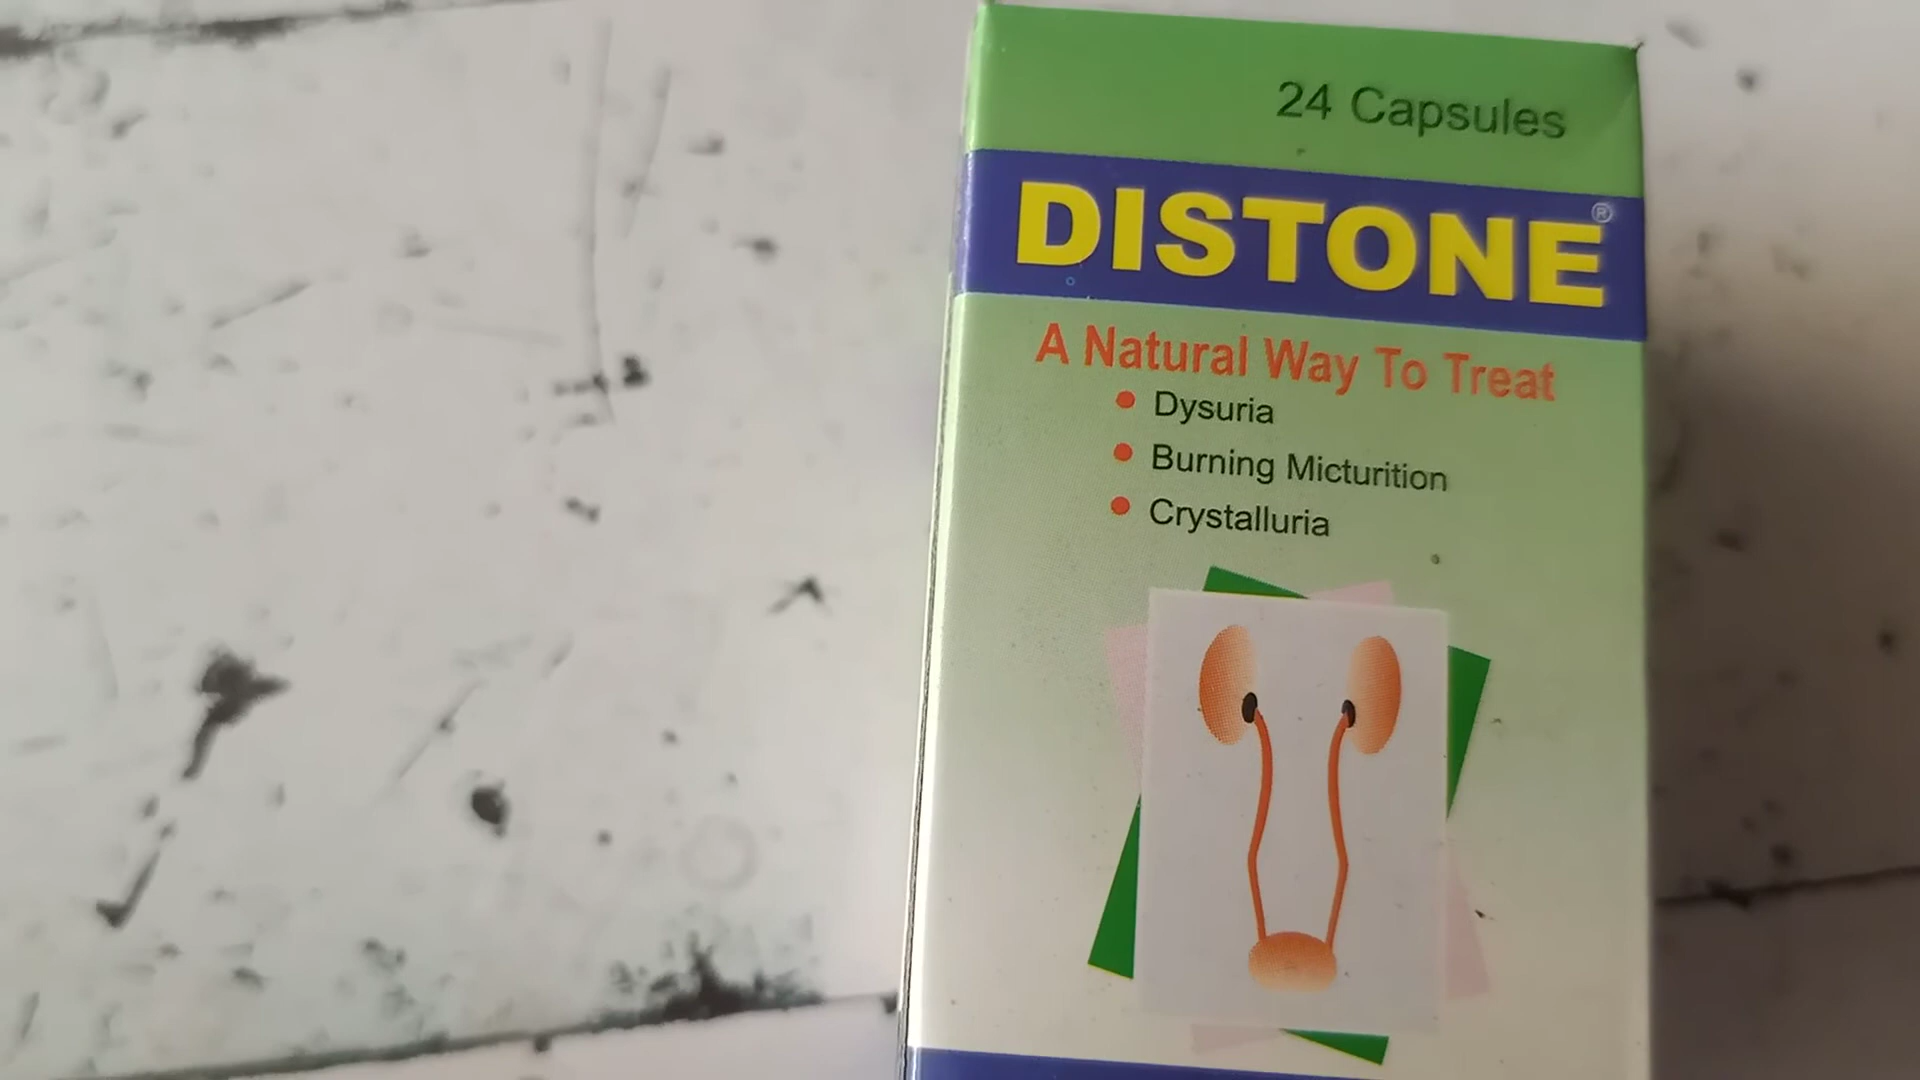 24 Capsules
DISTONE®
A Natural Way To Treat
• Dysuria
• Burning Micturition
• Crystalluria